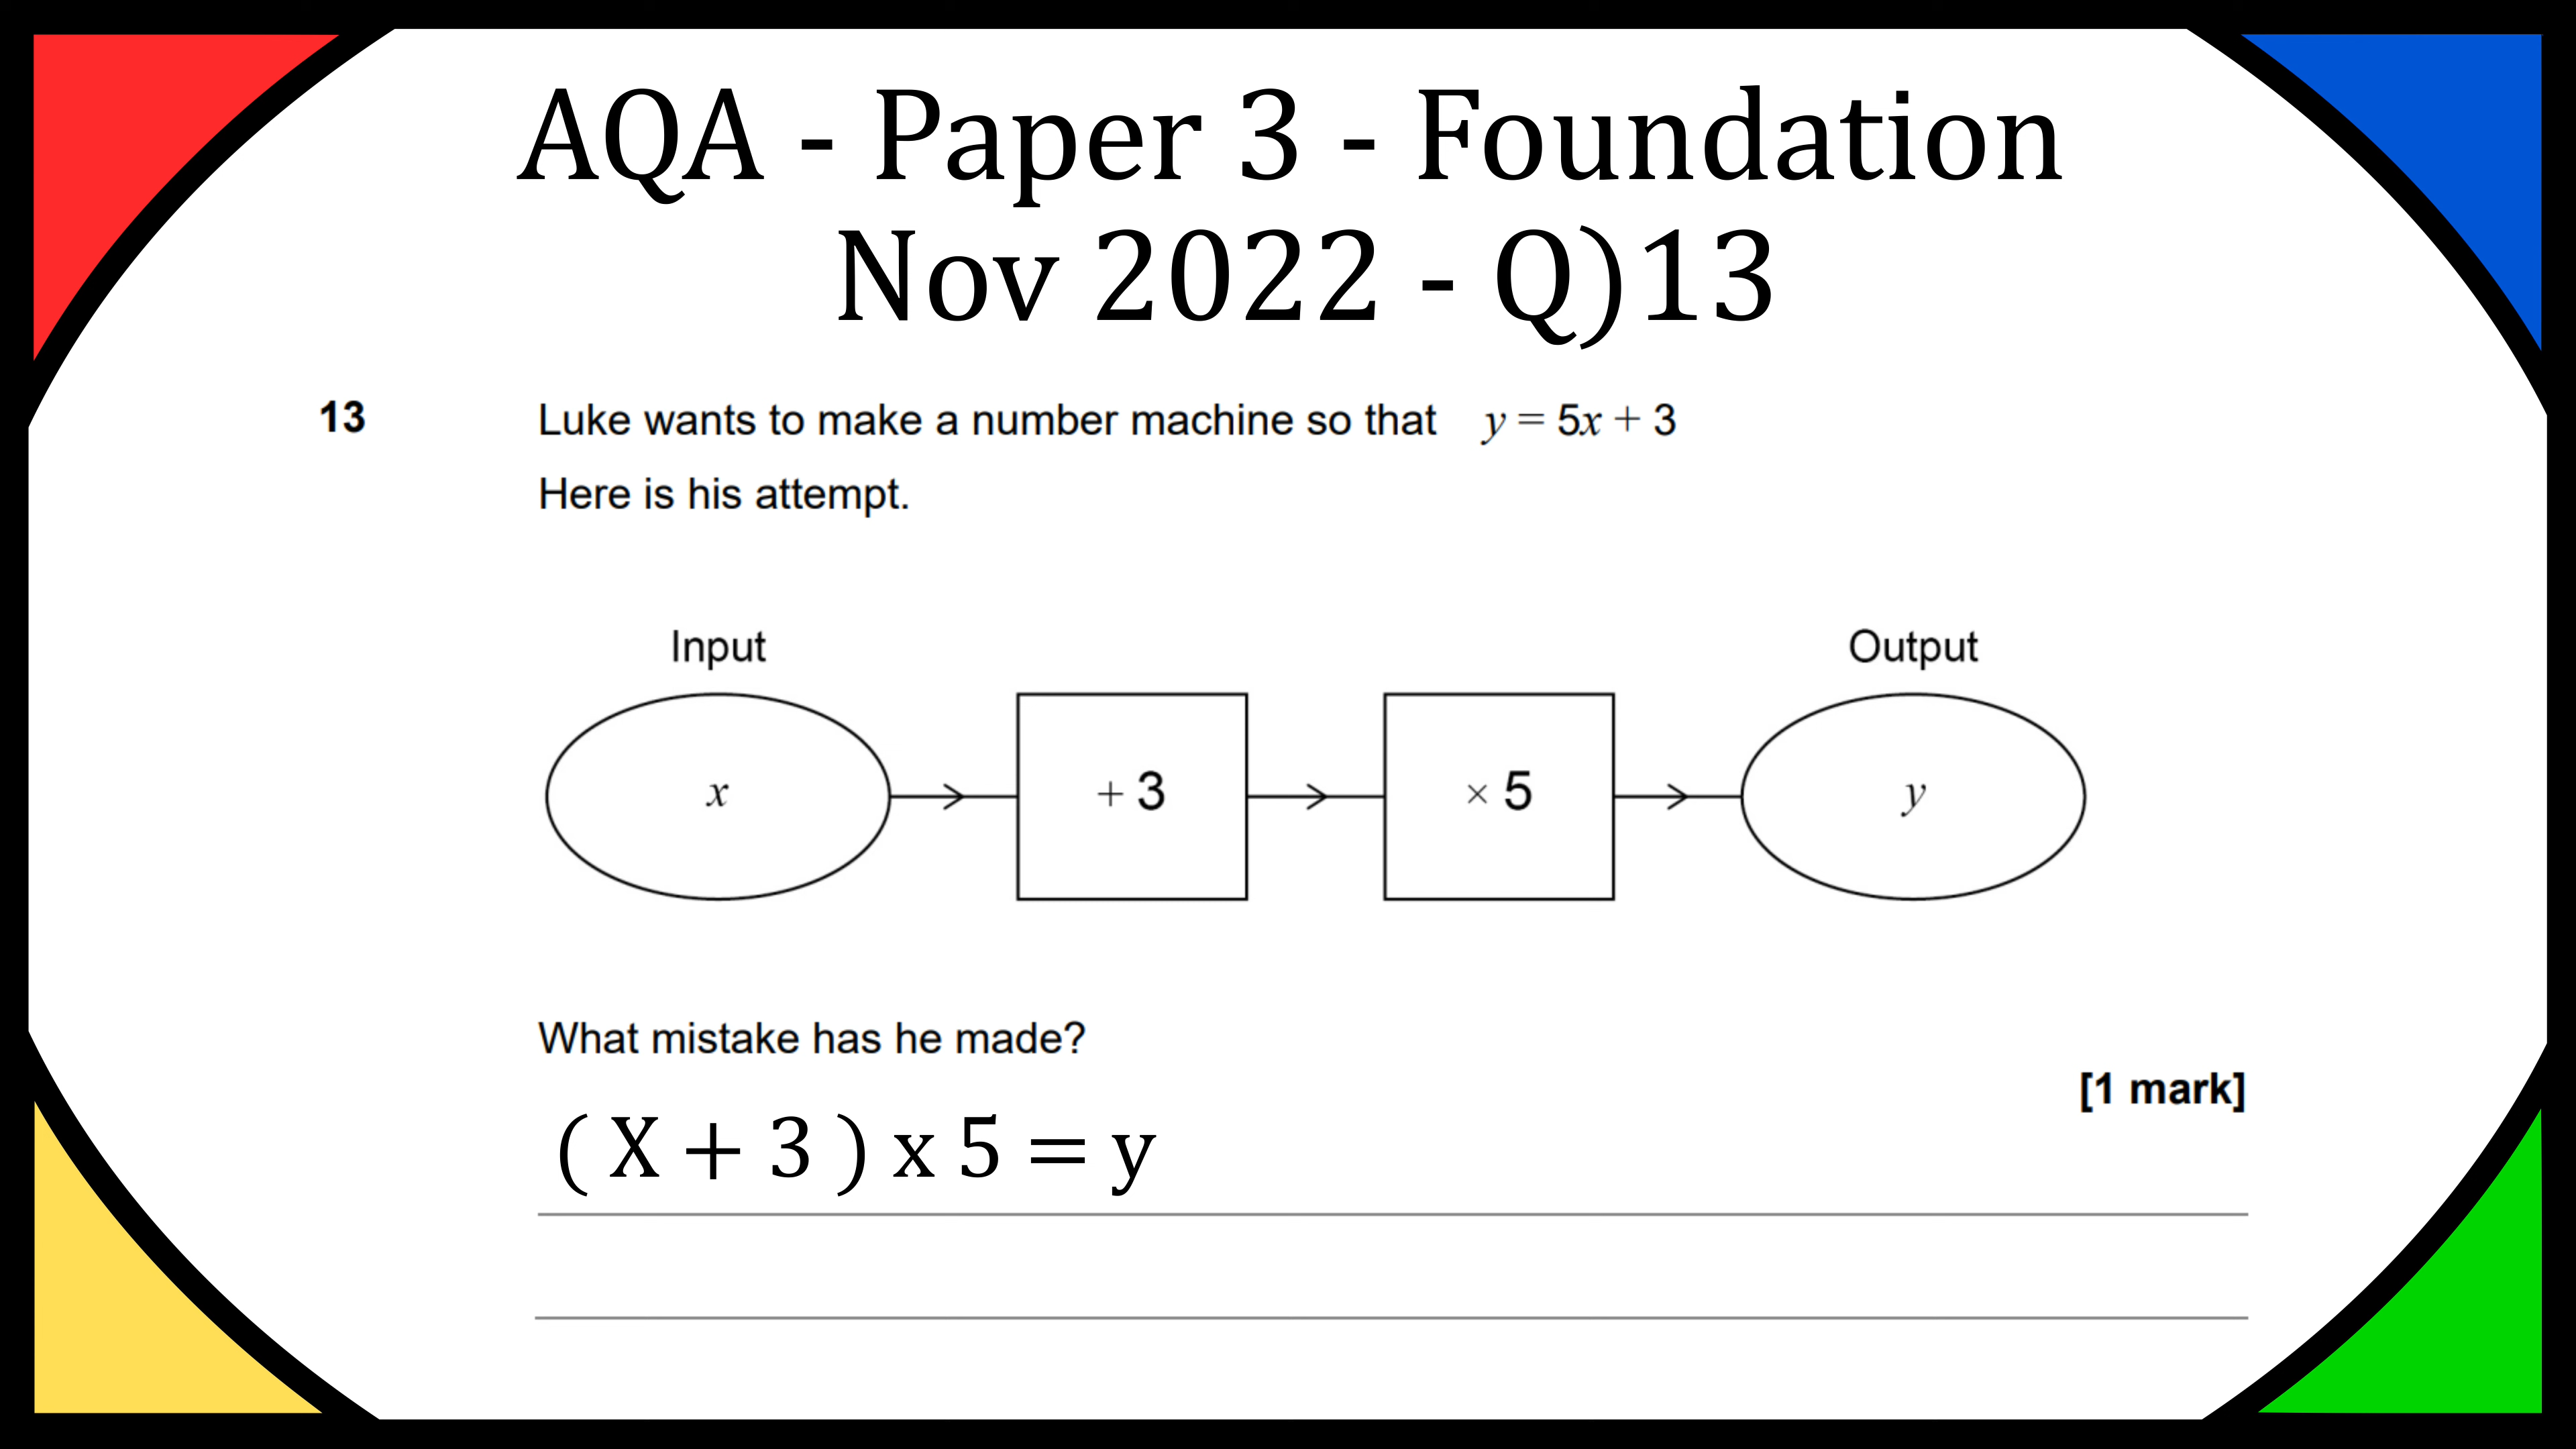 AQA - Paper 3 - Foundation
Nov 2022 - Q)13
13 Luke wants to make a number machine so that y = 5x + 3
Here is his attempt.
Input Output
x + 3 × 5 y
What mistake has he made?
[1 mark]
( X + 3 ) x 5 = y